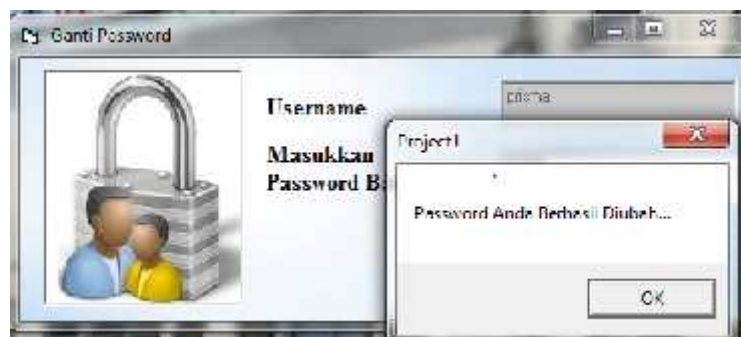 Ganti Password
Username
prisma
Masukkan
Password B
Project1
Password Anda Berhasil Diubah...
OK